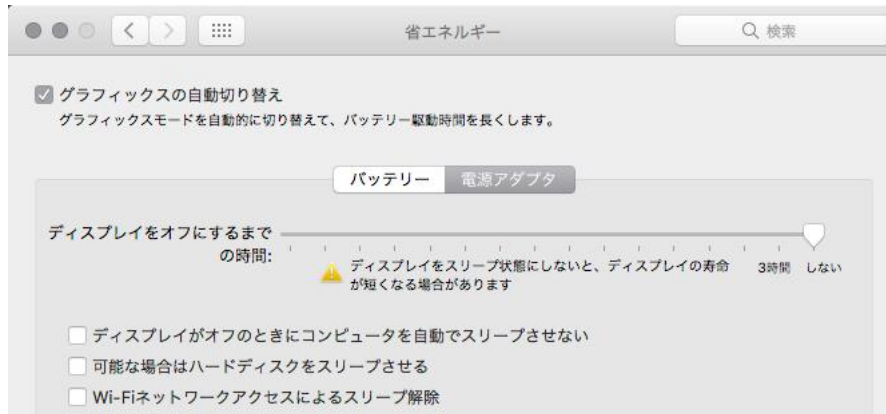 省エネルギー
検索
グラフィックスの自動切り替え
グラフィックスモードを自動的に切り替えて、バッテリー駆動時間を長くします。
バッテリー 電源アダプタ
ディスプレイをオフにするまで
の時間:
ディスプレイをスリープ状態にしないと、ディスプレイの寿命
が短くなる場合があります
3時間 しない
ディスプレイがオフのときにコンピュータを自動でスリープさせない
可能な場合はハードディスクをスリープさせる
Wi-Fiネットワークアクセスによるスリープ解除